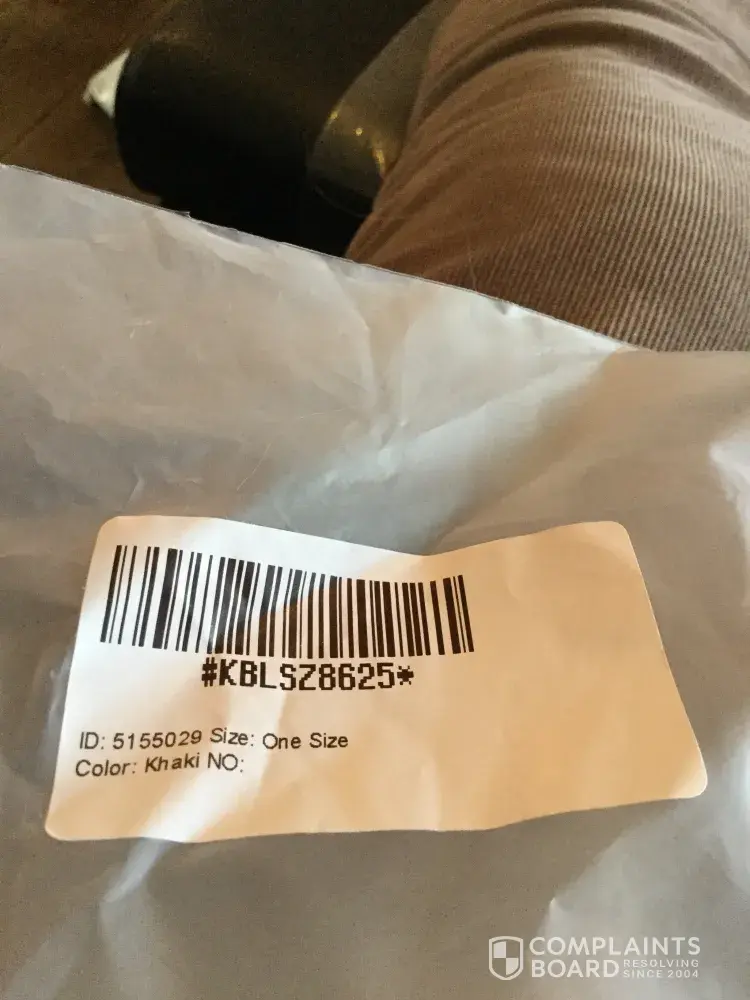 #KBLSZ8625*
ID: 5155029 Size: One Size
Color: Khaki NO:
COMPLAINTS
BOARD RESOLVING
SINCE 2004